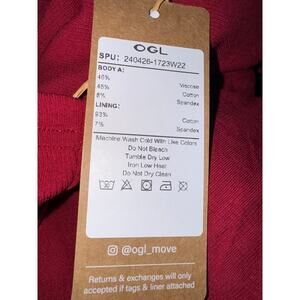 OGL
SPU: 240426-1723W22
BODY A:
46% Viscose
46% Cotton
8% Spandex
LINING:
93% Cotton
7% Spandex
Machine Wash Cold With Like Colors
Do Not Bleach
Tumble Dry Low
Iron Low Heat
Do Not Dry Clean
@ogl_move
Returns & exchanges will only
accepted if tags & liner attached